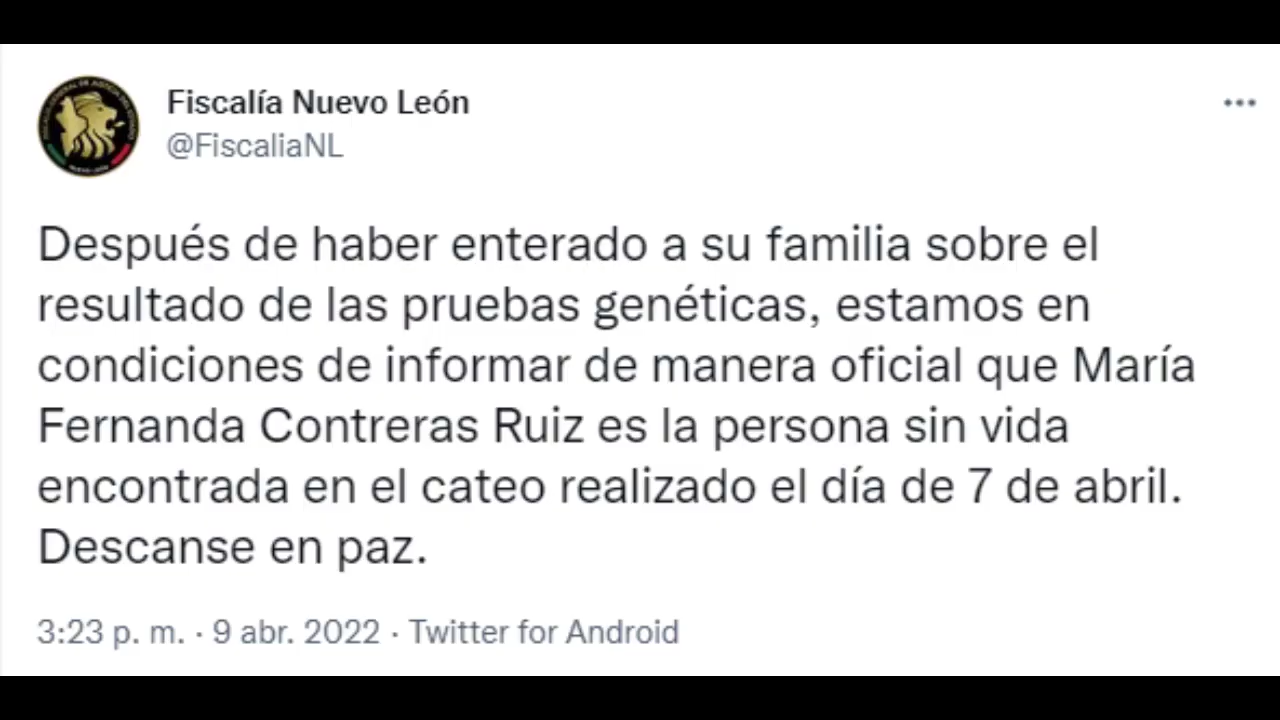 Fiscalía Nuevo León
@FiscaliaNL
Después de haber enterado a su familia sobre el
resultado de las pruebas genéticas, estamos en
condiciones de informar de manera oficial que María
Fernanda Contreras Ruiz es la persona sin vida
encontrada en el cateo realizado el día de 7 de abril.
Descanse en paz.
3:23 p. m. · 9 abr. 2022 · Twitter for Android